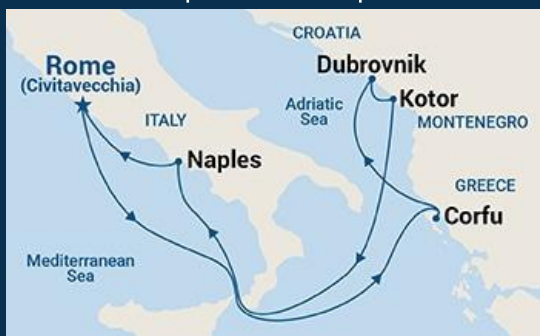 CROATIA
Rome
(Civitavecchia)
Dubrovnik
Adriatic
Sea
Kotor
ITALY
MONTENEGRO
Naples
GREECE
Corfu
Mediterranean
Sea